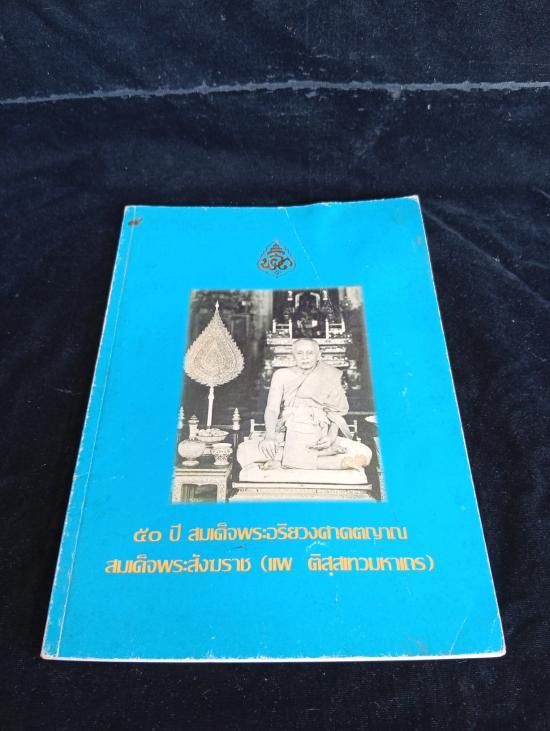 ๕๐ ปี สมเด็จพระอริยวงศาคตญาณ
สมเด็จพระสังฆราช (แพ ติสฺสเทวมหาเถร)